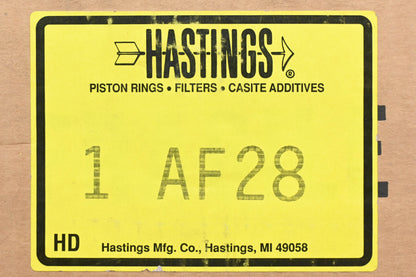 HASTINGS®
PISTON RINGS • FILTERS • CASITE ADDITIVES
1 AF28
HD Hastings Mfg. Co., Hastings, MI 49058